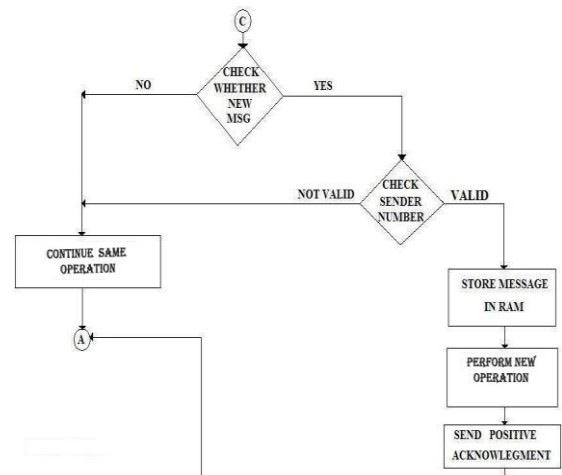 C
CHECK
WHETHER
NEW
MSG
NO
YES
CHECK
SENDER
NUMBER
NOT VALID
VALID
CONTINUE SAME
OPERATION
STORE MESSAGE
IN RAM
A
PERFORM NEW
OPERATION
SEND POSITIVE
ACKNOWLEGMENT